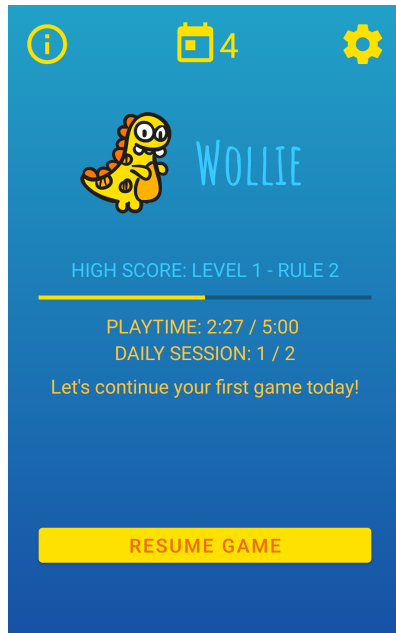 4
Wollie
HIGH SCORE: LEVEL 1 - RULE 2
PLAYTIME: 2:27 / 5:00
DAILY SESSION: 1 / 2
Let's continue your first game today!
RESUME GAME